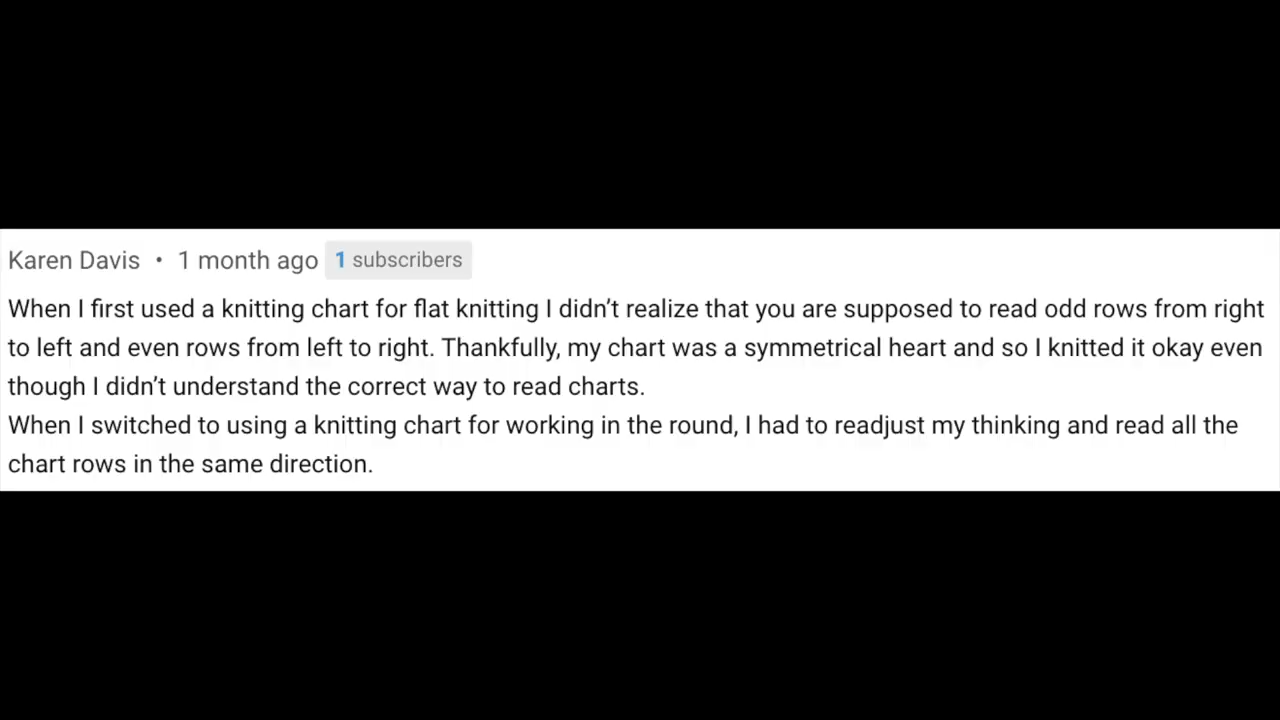 Karen Davis • 1 month ago 1 subscribers
When I first used a knitting chart for flat knitting I didn’t realize that you are supposed to read odd rows from right
to left and even rows from left to right. Thankfully, my chart was a symmetrical heart and so I knitted it okay even
though I didn’t understand the correct way to read charts.
When I switched to using a knitting chart for working in the round, I had to readjust my thinking and read all the
chart rows in the same direction.